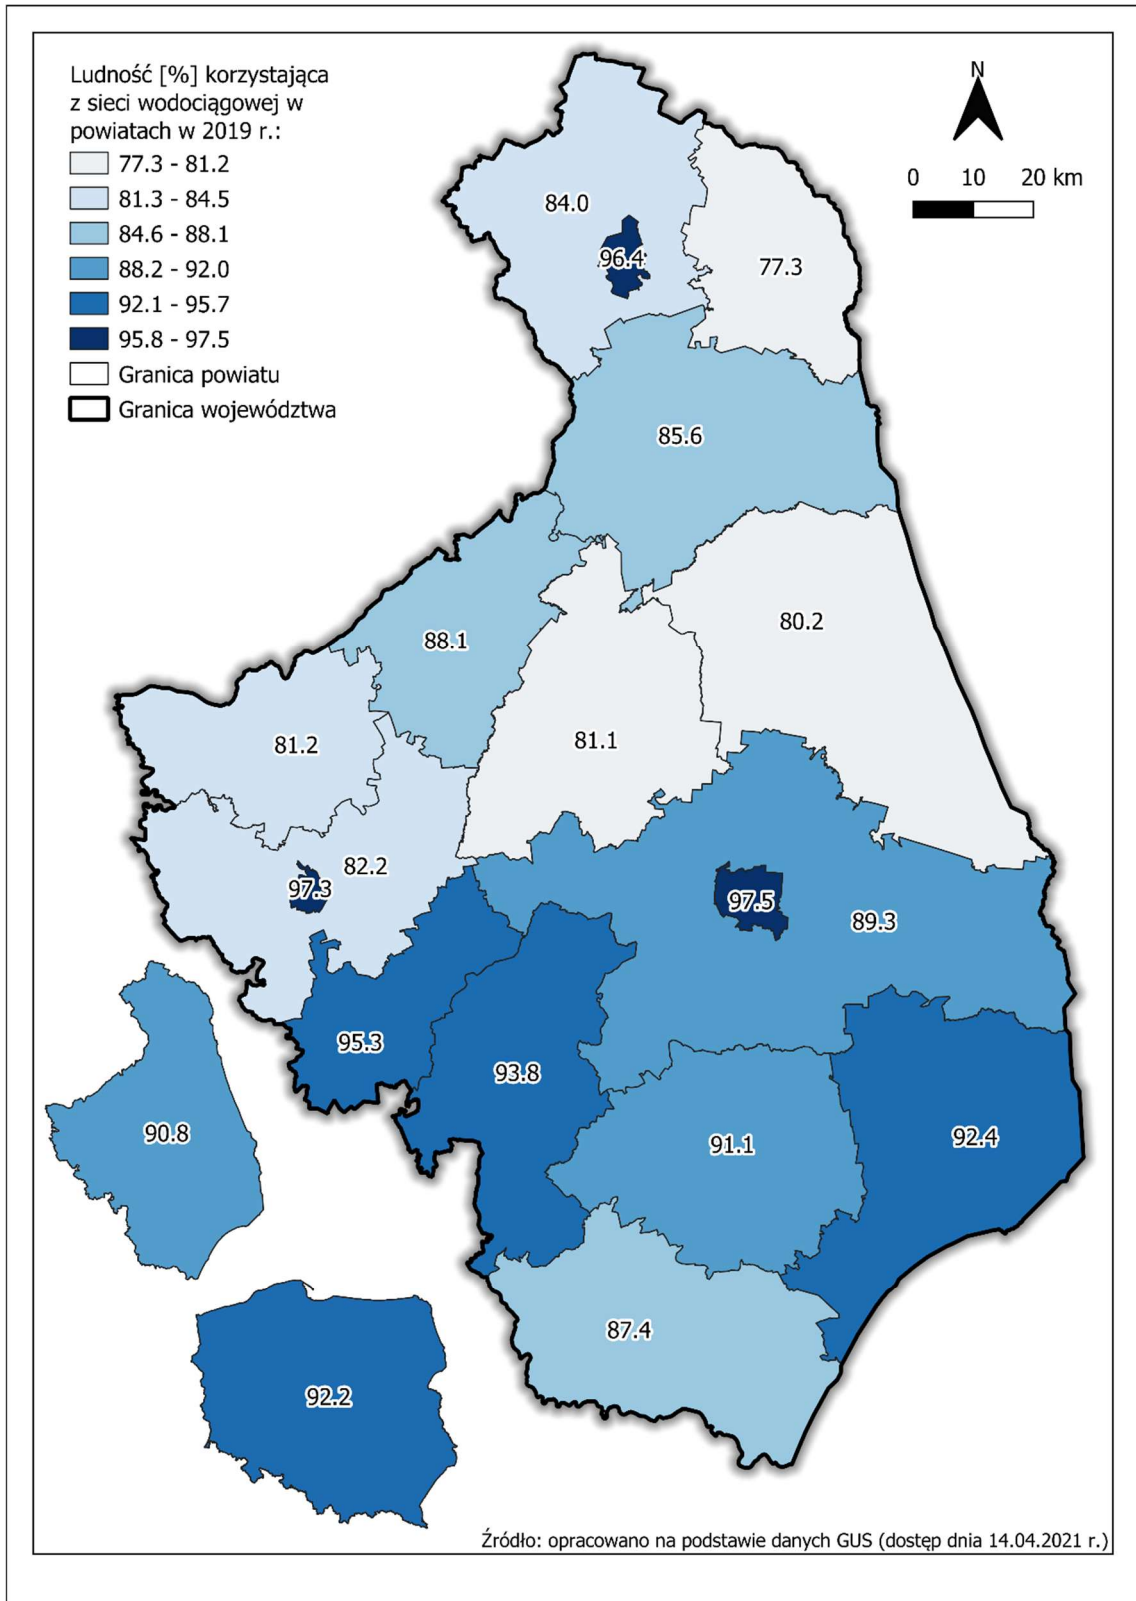 Ludność [%] korzystająca
z sieci wodociągowej w
powiatach w 2019 r.:
77.3 - 81.2
81.3 - 84.5
84.6 - 88.1
88.2 - 92.0
92.1 - 95.7
95.8 - 97.5
Granica powiatu
Granica województwa
N
0 10 20 km
84.0
96.4
77.3
85.6
80.2
88.1
81.1
81.2
82.2
97.3
97.5
89.3
95.3
93.8
90.8
91.1
92.4
87.4
92.2
Źródło: opracowano na podstawie danych GUS (dostęp dnia 14.04.2021 r.)